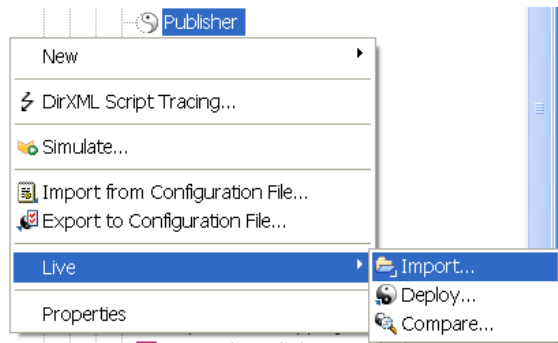 Publisher
New
DirXML Script Tracing...
Simulate...
Import from Configuration File...
Export to Configuration File...
Live
Import...
Deploy...
Properties
Compare...